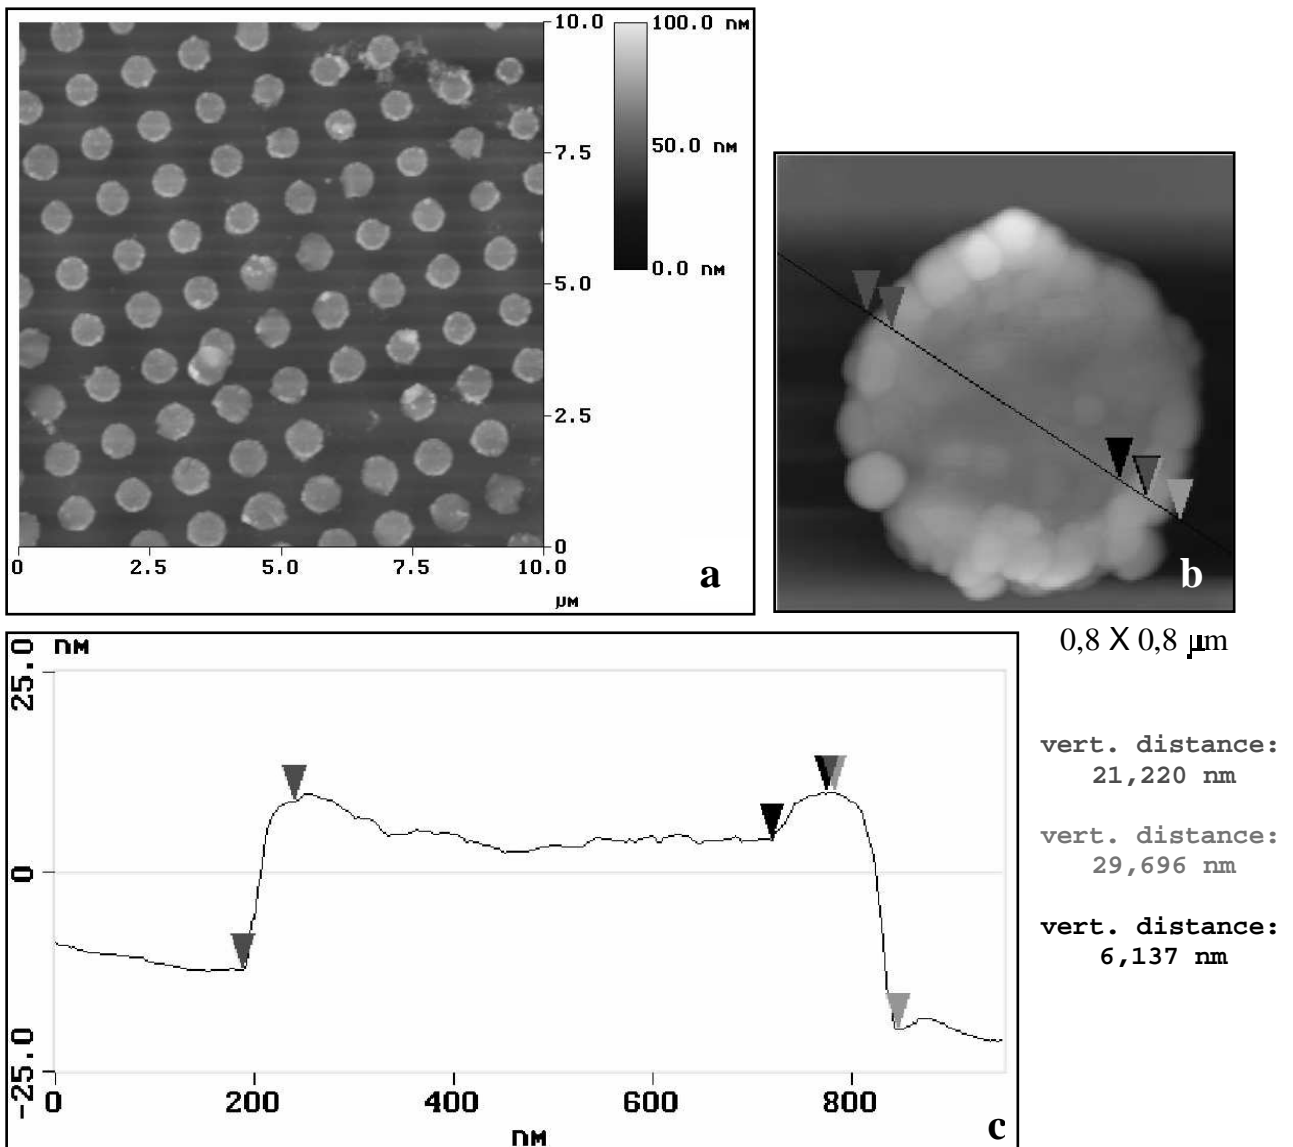 10.0
7.5
5.0
2.5
0
0 2.5 5.0 7.5 10.0
μM
100.0 nM
50.0 nM
0.0 nM
a
b
0,8 X 0,8 μm
25.0 nM
0
-25.0
0 200 400 600 800
nM
c
vert. distance:
21,220 nm
vert. distance:
29,696 nm
vert. distance:
6,137 nm